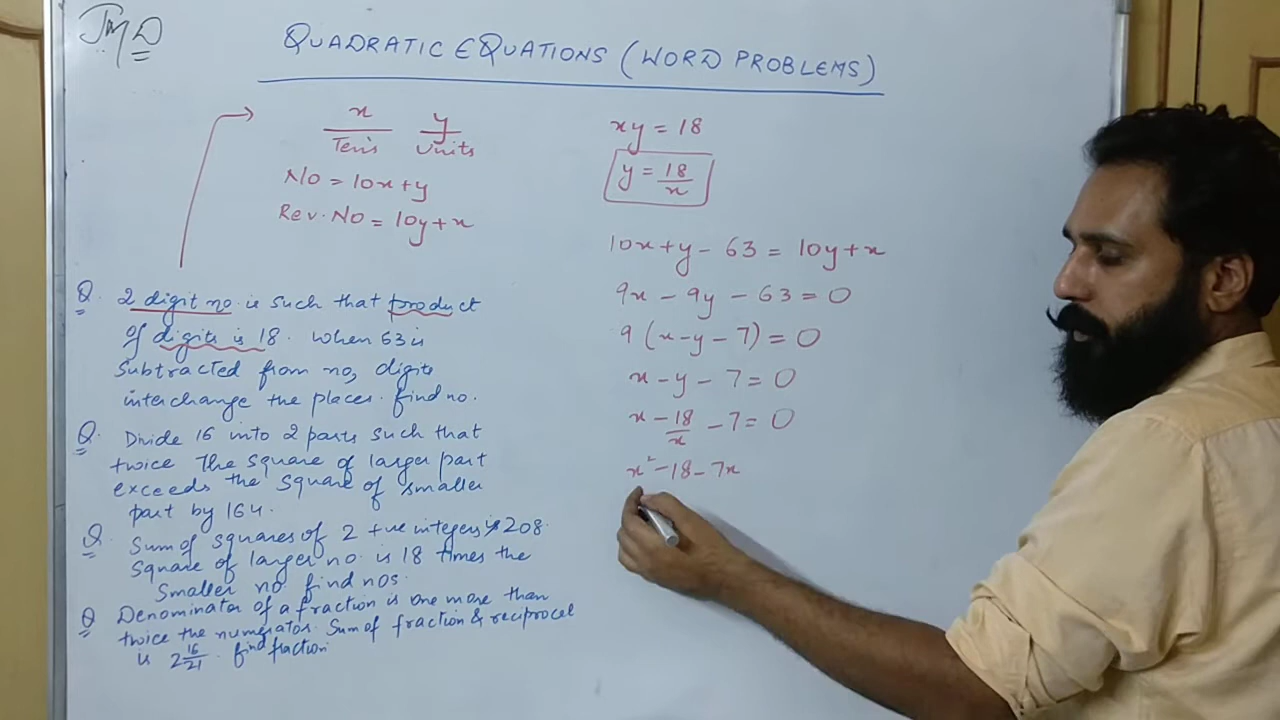 JMD
QUADRATIC EQUATIONS (WORD PROBLEMS)
x y
Ten's Units
No = 10x+y
Rev. No = 10y+x
Q. 2 digit no is such that product
of digits is 18. When 63 is
subtracted from no, digits
interchange the places. find no.
Q. Divide 16 into 2 parts such that
twice the square of larger part
exceeds the square of smaller
part by 164.
Q. Sum of squares of 2 +ve integers is 208.
Square of larger no. is 18 times the
smaller no find nos.
Q Denominator of a fraction is one more than
twice the numerator. Sum of fraction & reciprocal
is 2 16/21. find fraction
xy = 18
y = 18/x
10x+y - 63 = 10y+x
9x - 9y - 63 = 0
9 (x-y-7) = 0
x - y - 7 = 0
x - 18/x - 7 = 0
x² - 18 - 7x